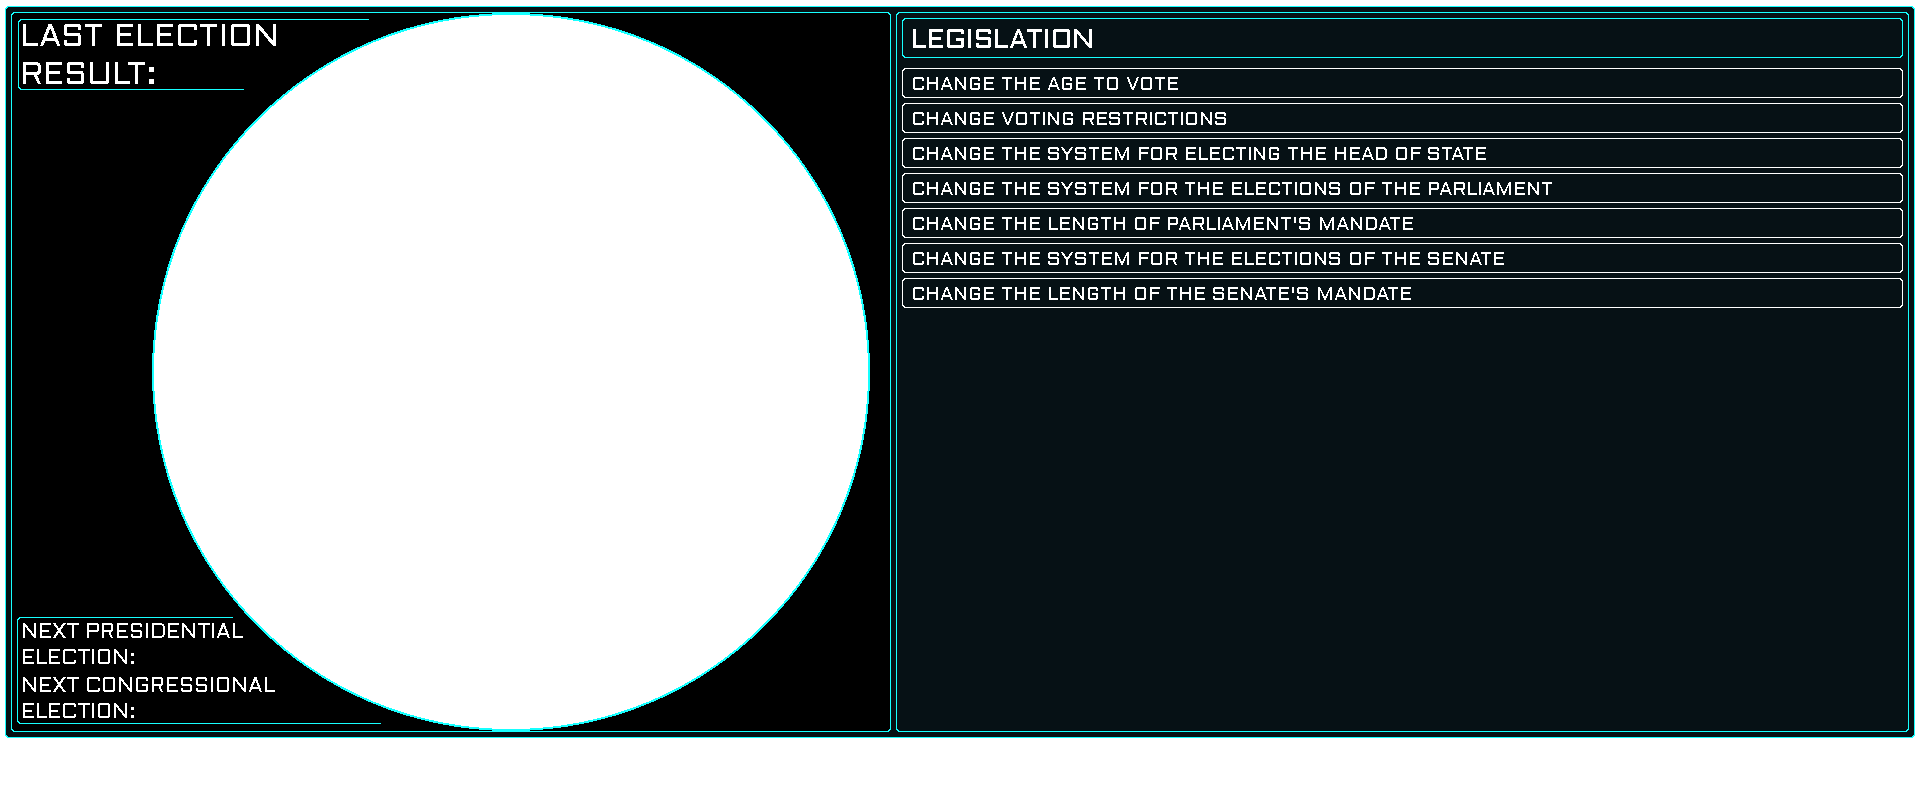 LAST ELECTION
RESULT:
NEXT PRESIDENTIAL
ELECTION:
NEXT CONGRESSIONAL
ELECTION:
LEGISLATION
CHANGE THE AGE TO VOTE
CHANGE VOTING RESTRICTIONS
CHANGE THE SYSTEM FOR ELECTING THE HEAD OF STATE
CHANGE THE SYSTEM FOR THE ELECTIONS OF THE PARLIAMENT
CHANGE THE LENGTH OF PARLIAMENT'S MANDATE
CHANGE THE SYSTEM FOR THE ELECTIONS OF THE SENATE
CHANGE THE LENGTH OF THE SENATE'S MANDATE